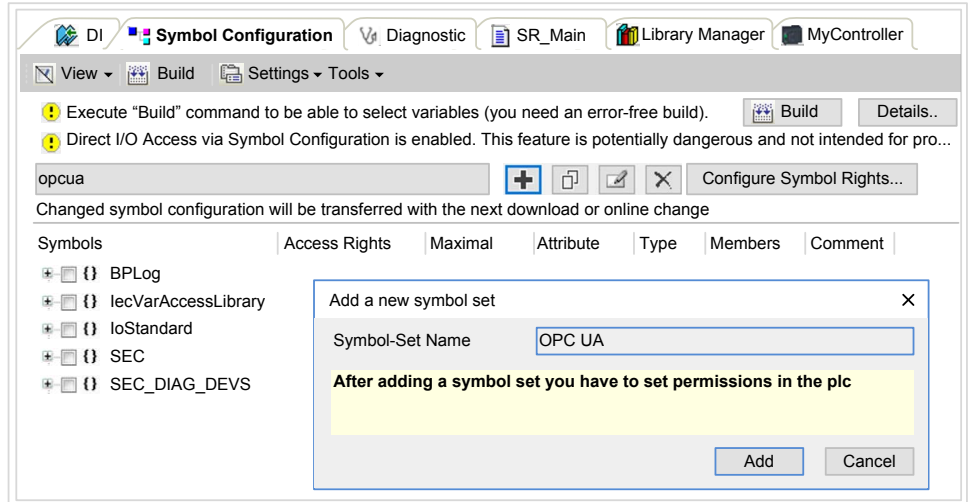 DI Symbol Configuration Diagnostic SR_Main Library Manager MyController
View Build Settings Tools
Execute “Build” command to be able to select variables (you need an error-free build). Build Details..
Direct I/O Access via Symbol Configuration is enabled. This feature is potentially dangerous and not intended for pro...
opcua Configure Symbol Rights...
Changed symbol configuration will be transferred with the next download or online change
Symbols Access Rights Maximal Attribute Type Members Comment
BPLog
IecVarAccessLibrary
IoStandard
SEC
SEC_DIAG_DEVS
Add a new symbol set
Symbol-Set Name OPC UA
After adding a symbol set you have to set permissions in the plc
Add Cancel